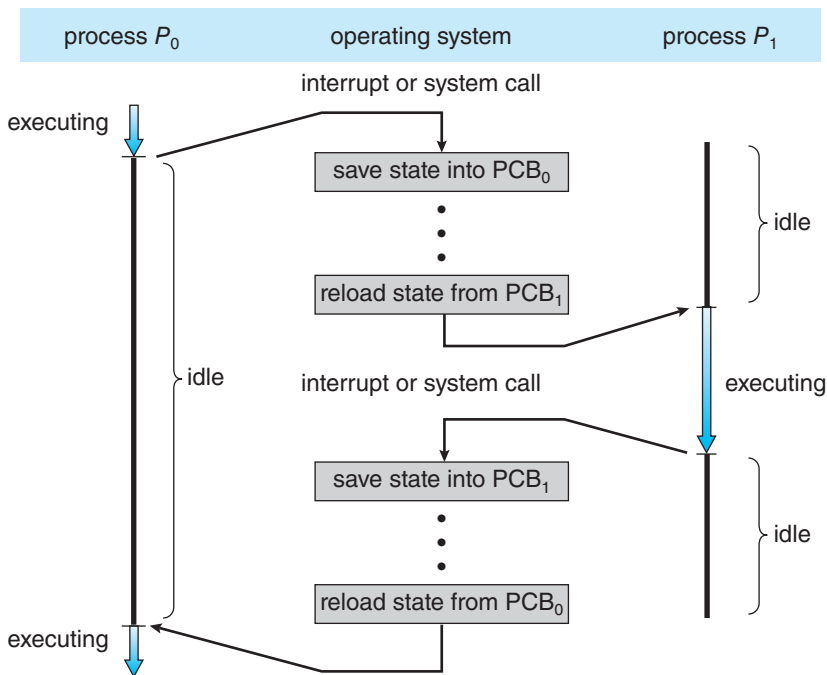 process P₀ operating system process P₁
interrupt or system call
executing
save state into PCB₀
idle
reload state from PCB₁
idle
interrupt or system call
executing
save state into PCB₁
idle
reload state from PCB₀
executing